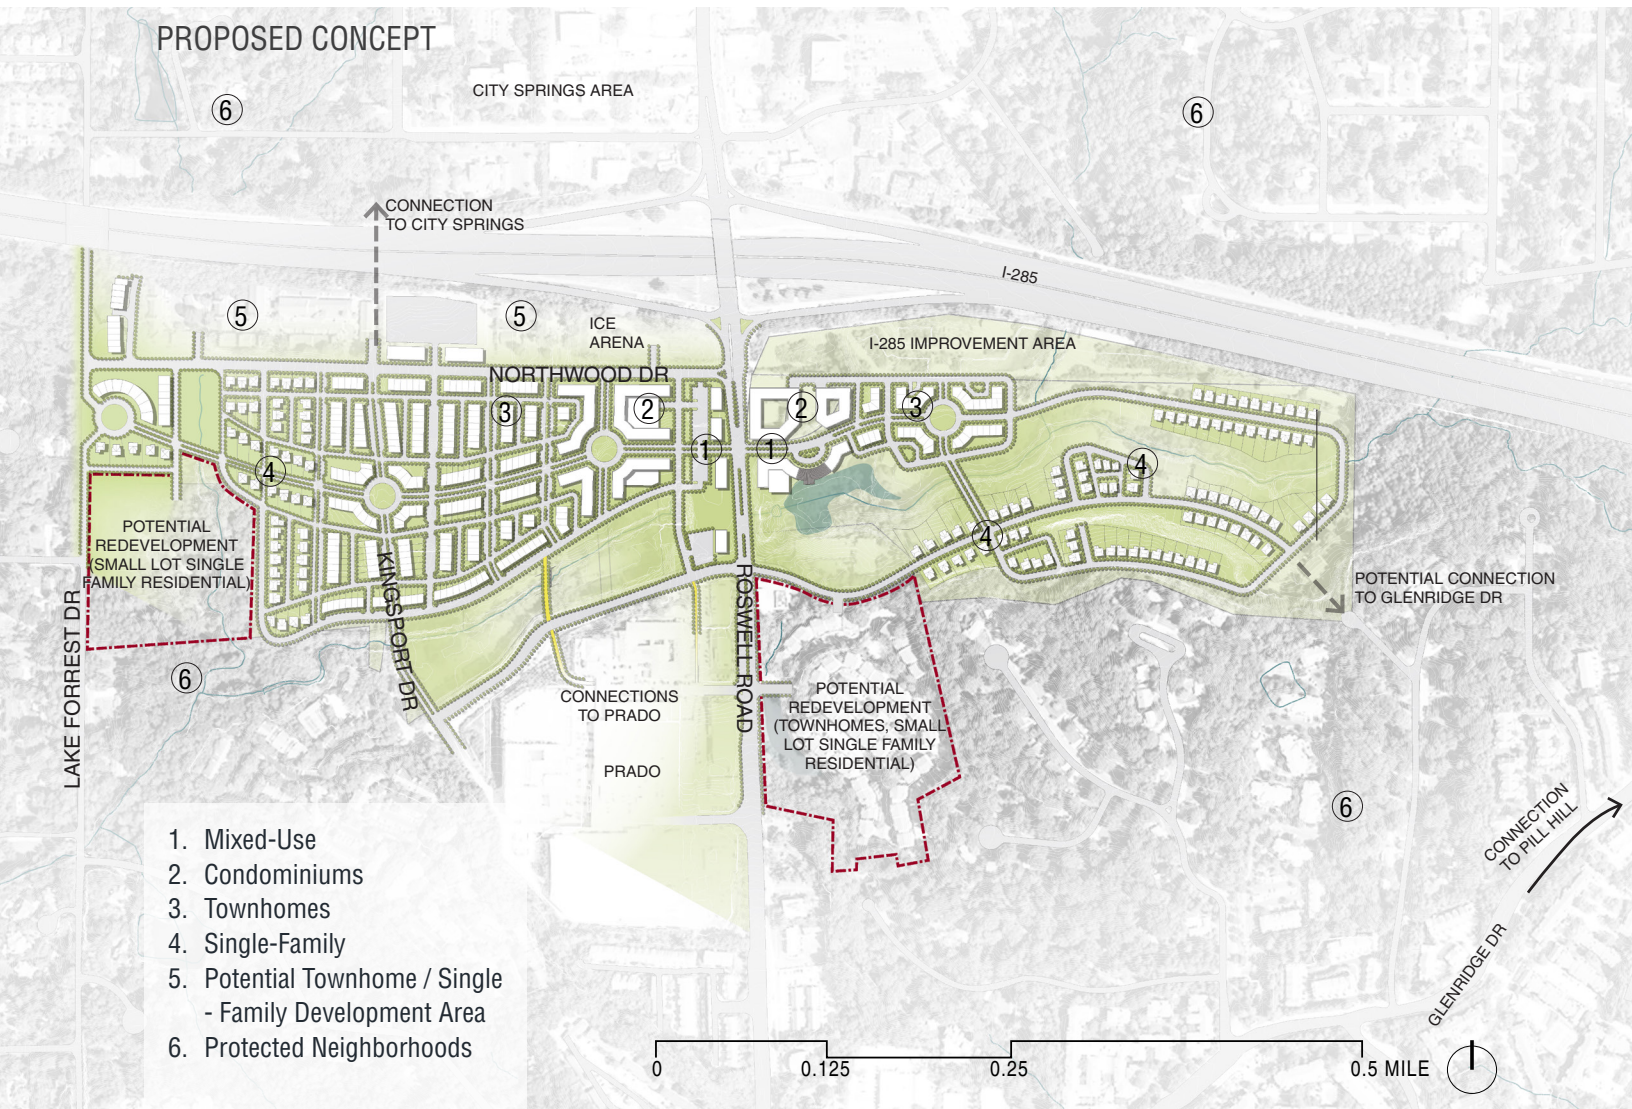 PROPOSED CONCEPT
CITY SPRINGS AREA
6
6
CONNECTION
TO CITY SPRINGS
I-285
5
5
ICE
ARENA
I-285 IMPROVEMENT AREA
NORTHWOOD DR
2
3
2
3
1
1
4
4
4
POTENTIAL
REDEVELOPMENT
(SMALL LOT SINGLE
FAMILY RESIDENTIAL)
KINGSPORT DR
ROSWELL ROAD
LAKE FORREST DR
POTENTIAL CONNECTION
TO GLENRIDGE DR
6
CONNECTIONS
TO PRADO
PRADO
POTENTIAL
REDEVELOPMENT
(TOWNHOMES, SMALL
LOT SINGLE FAMILY
RESIDENTIAL)
6
CONNECTION
TO PILL HILL
GLENRIDGE DR
1. Mixed-Use
2. Condominiums
3. Townhomes
4. Single-Family
5. Potential Townhome / Single
- Family Development Area
6. Protected Neighborhoods
0
0.125
0.25
0.5 MILE